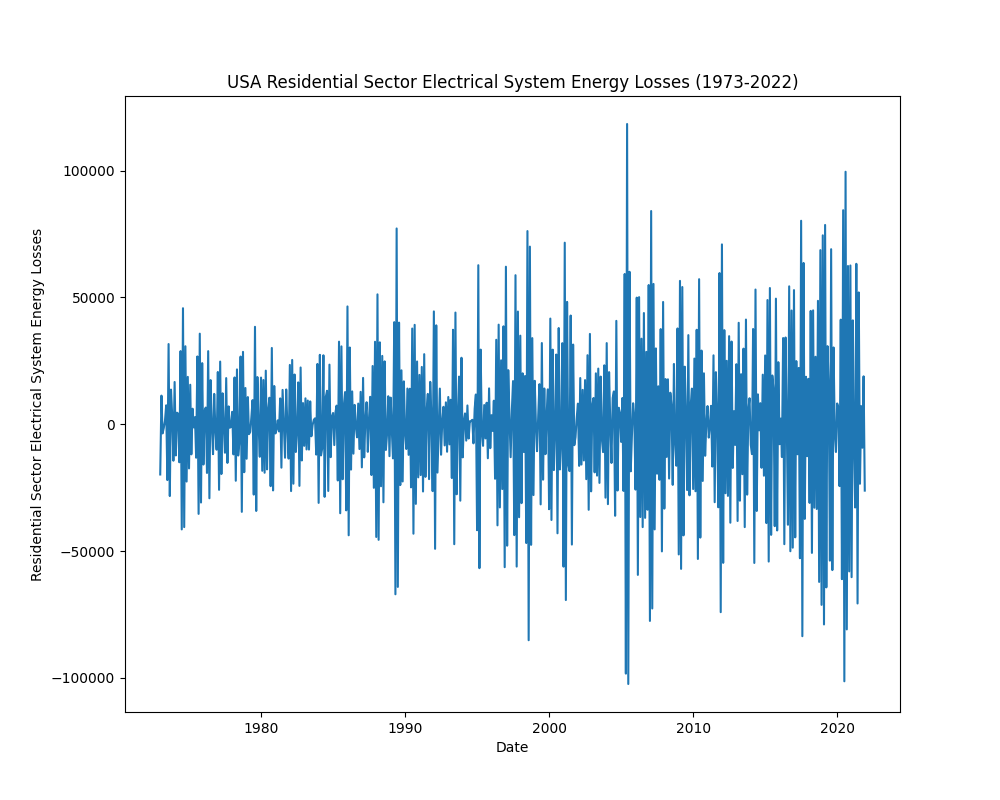 USA Residential Sector Electrical System Energy Losses (1973-2022)
Residential Sector Electrical System Energy Losses
100000
50000
0
−50000
−100000
1980 1990 2000 2010 2020
Date